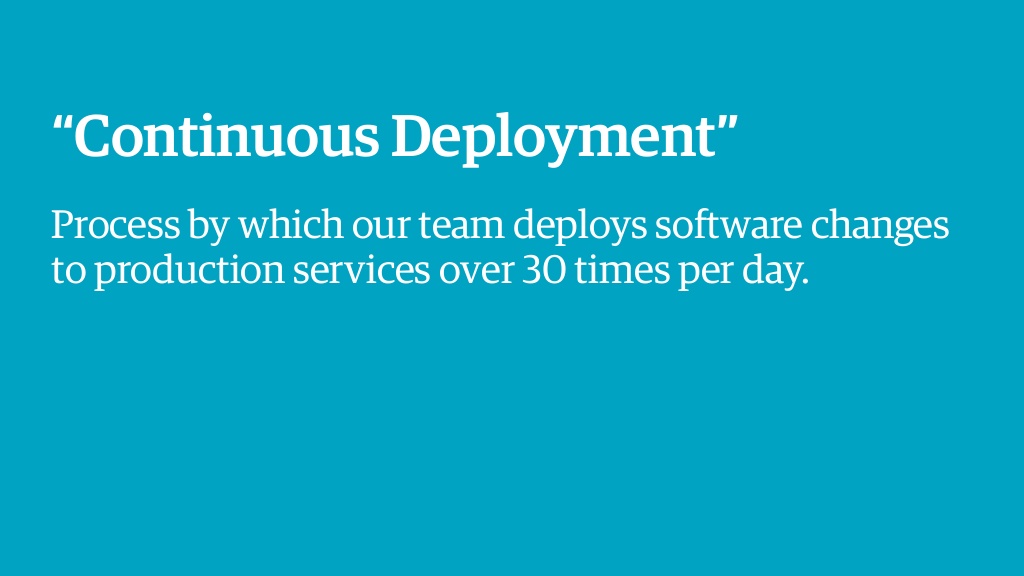 “Continuous Deployment”
Process by which our team deploys software changes
to production services over 30 times per day.